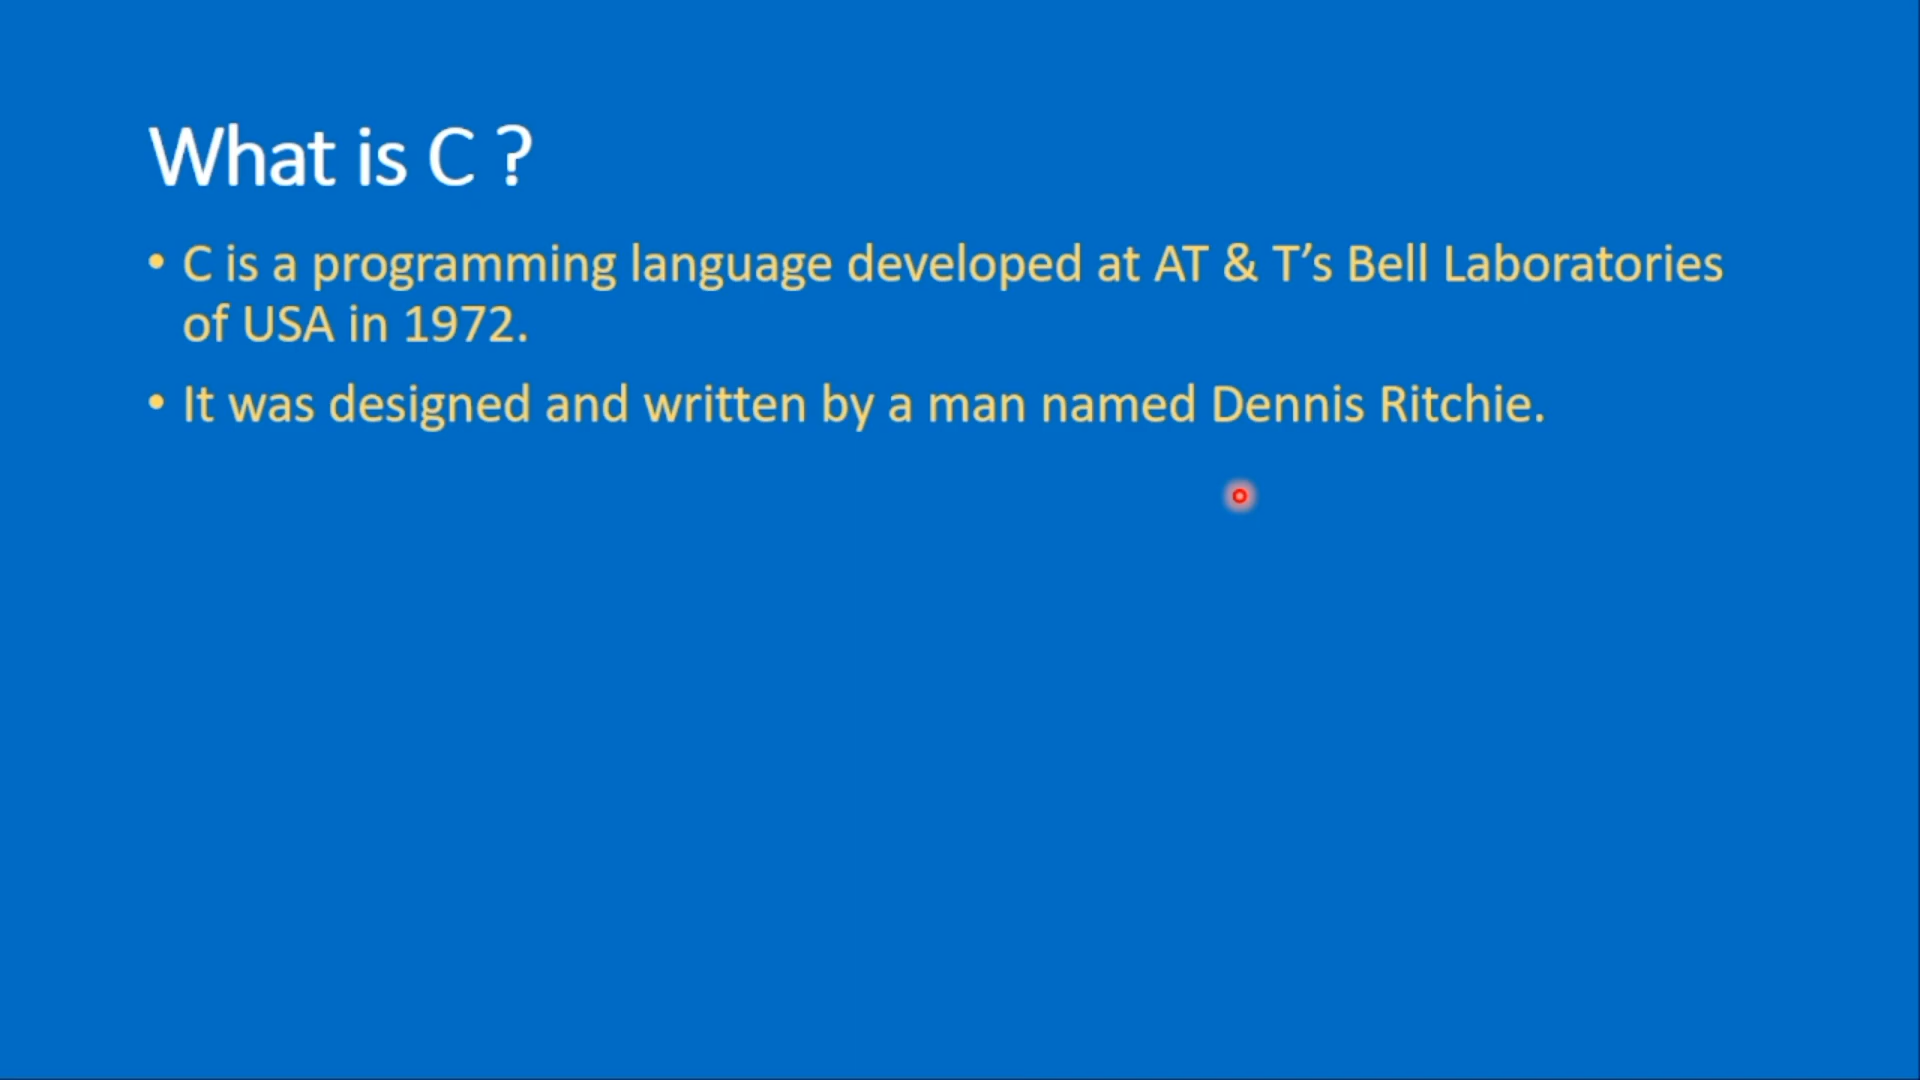 What is C ?
• C is a programming language developed at AT & T’s Bell Laboratories
of USA in 1972.
• It was designed and written by a man named Dennis Ritchie.